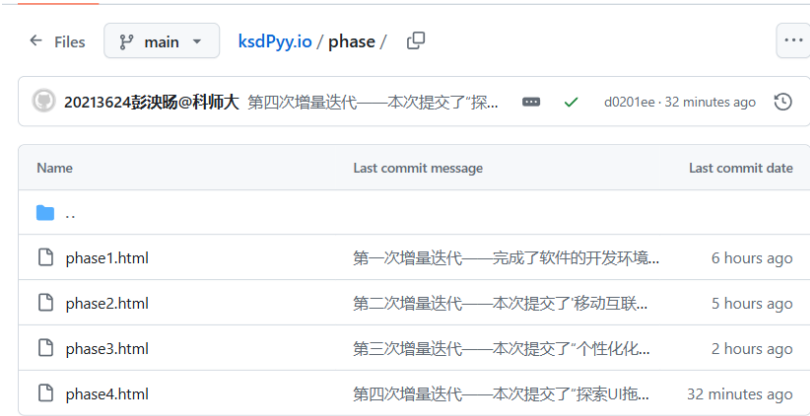 Files main ksdPyy.io / phase /
20213624彭泱旸@科师大 第四次增量迭代——本次提交了“探... d0201ee · 32 minutes ago
Name Last commit message Last commit date
..
phase1.html 第一次增量迭代——完成了软件的开发环境... 6 hours ago
phase2.html 第二次增量迭代——本次提交了‘移动互联... 5 hours ago
phase3.html 第三次增量迭代——本次提交了“个性化化... 2 hours ago
phase4.html 第四次增量迭代——本次提交了“探索UI拖... 32 minutes ago